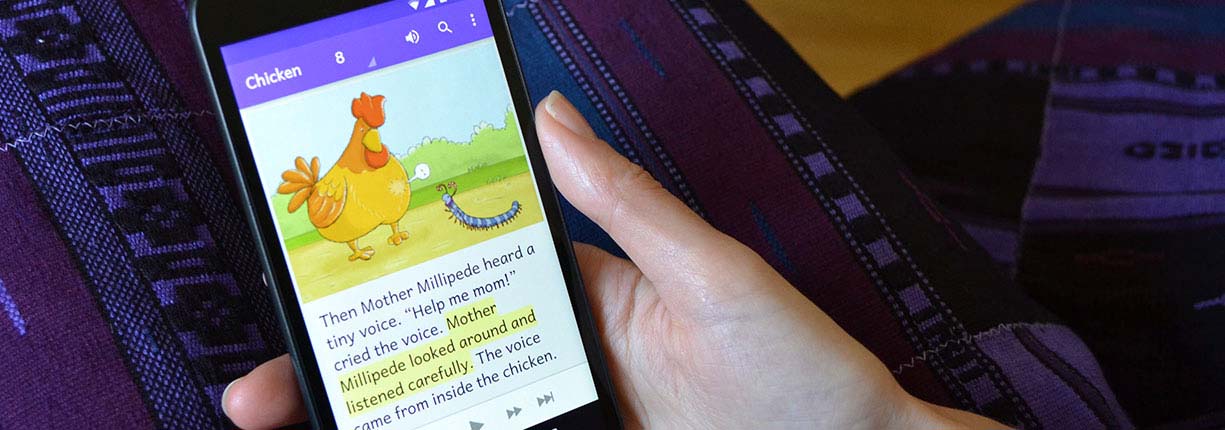 Chicken 8
Then Mother Millipede heard a
tiny voice. “Help me mom!”
cried the voice. Mother
Millipede looked around and
listened carefully. The voice
came from inside the chicken.